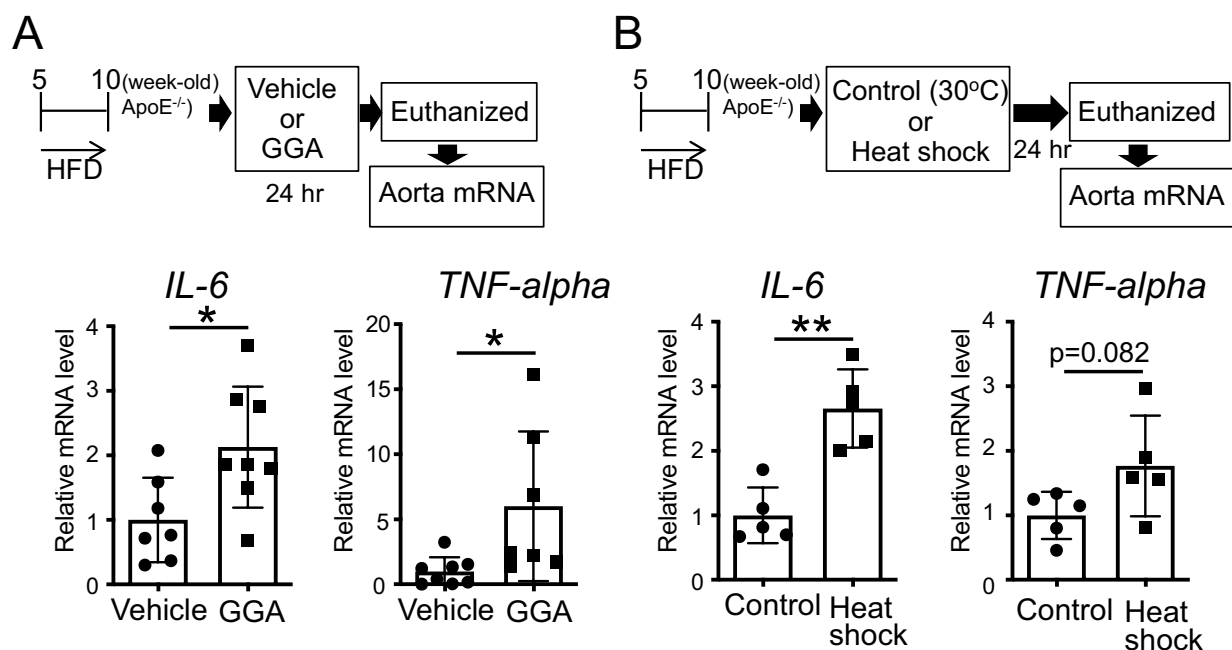 A
5 10 (week-old)
ApoE-/-)
HFD
Vehicle
or
GGA
24 hr
Euthanized
Aorta mRNA
IL-6
*
Relative mRNA level
4
3
2
1
0
Vehicle GGA
TNF-alpha
*
Relative mRNA level
20
15
10
5
0
Vehicle GGA
B
5 10 (week-old
ApoE-/-)
HFD
Control (30oC)
or
Heat shock
24 hr
Euthanized
Aorta mRNA
IL-6
**
Relative mRNA level
4
3
2
1
0
Control Heat
shock
TNF-alpha
p=0.082
Relative mRNA level
4
3
2
1
0
Control Heat
shock